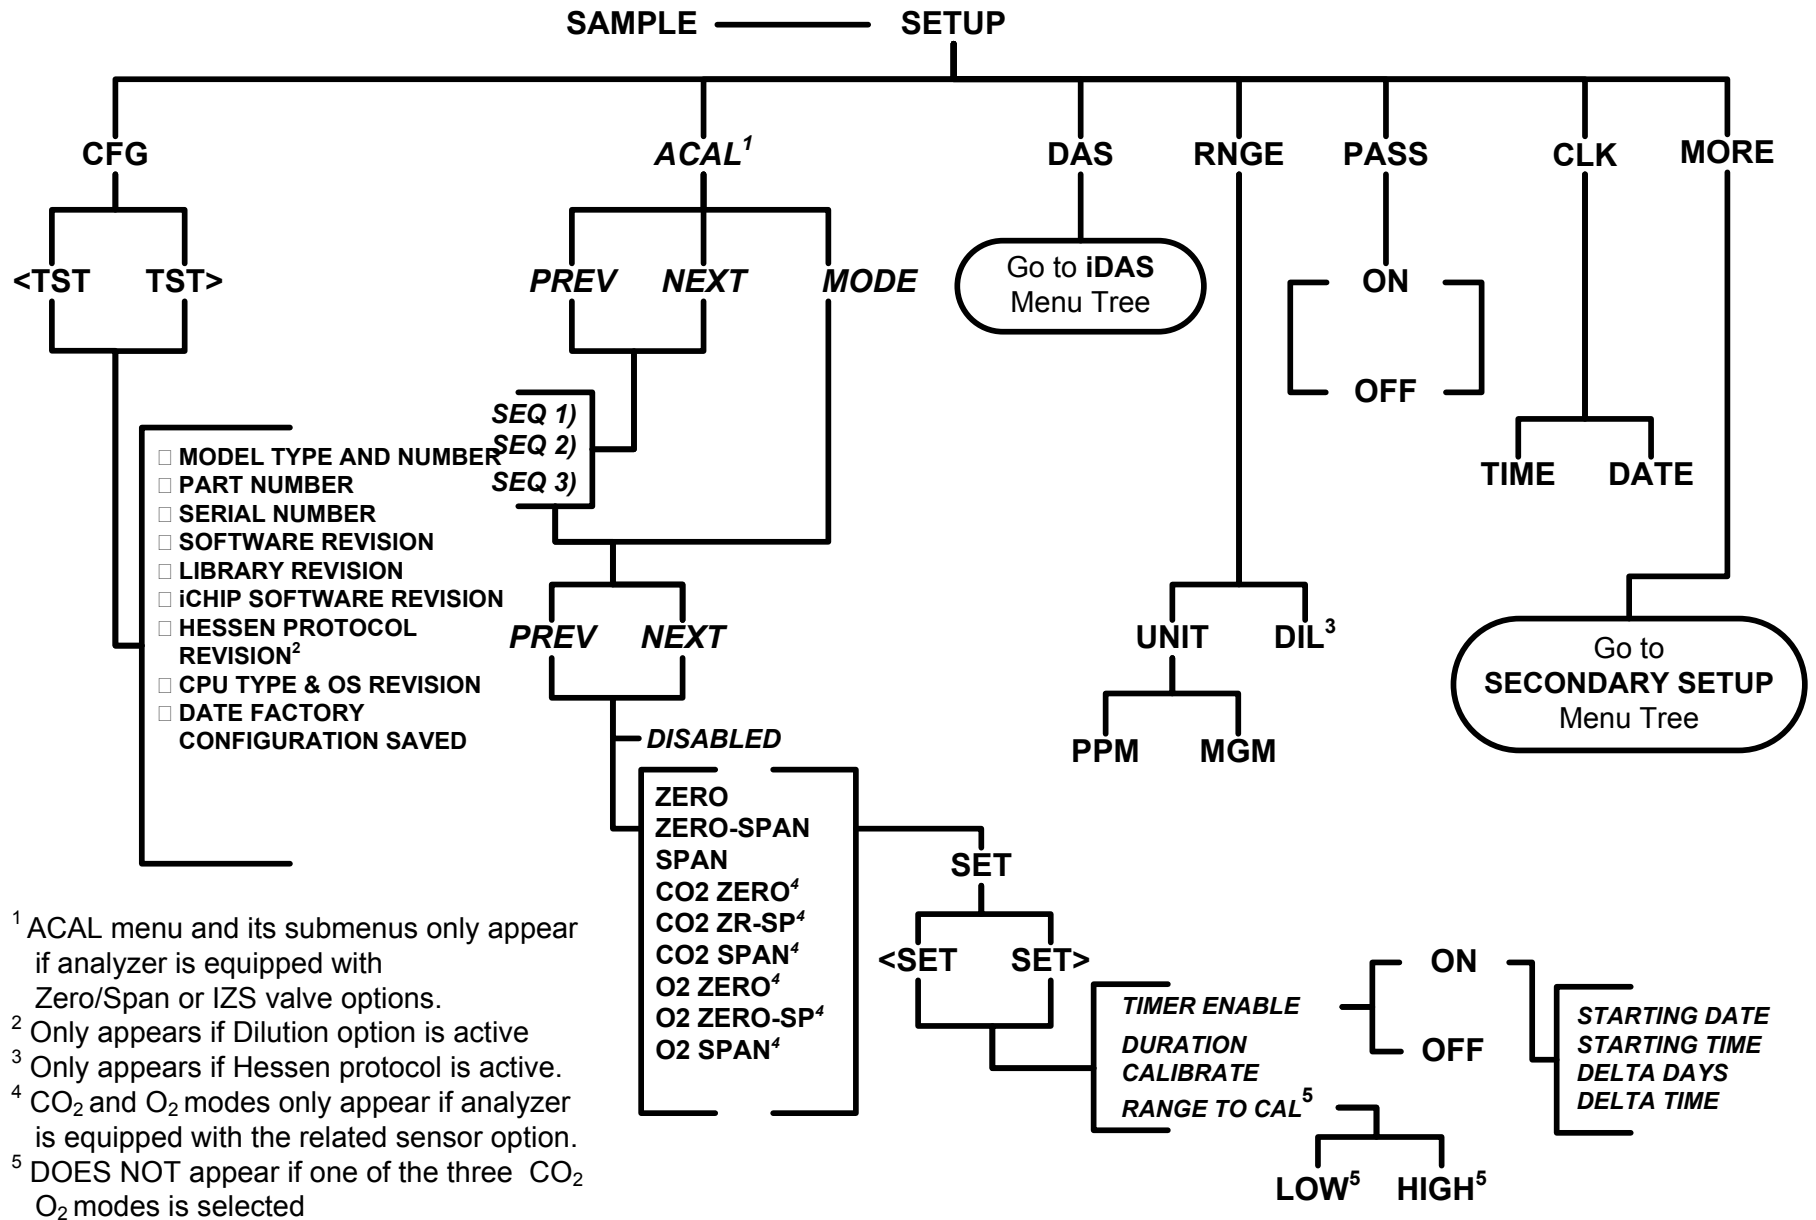 SAMPLE SETUP
CFG ACAL¹ DAS RNGE PASS CLK MORE
<TST TST>
PREV NEXT MODE
Go to iDAS
Menu Tree
ON
OFF
SEQ 1)
SEQ 2)
SEQ 3)
MODEL TYPE AND NUMBER
PART NUMBER
SERIAL NUMBER
SOFTWARE REVISION
LIBRARY REVISION
iCHIP SOFTWARE REVISION
HESSEN PROTOCOL
REVISION²
CPU TYPE & OS REVISION
DATE FACTORY
CONFIGURATION SAVED
TIME DATE
PREV NEXT
UNIT DIL³
PPM MGM
Go to
SECONDARY SETUP
Menu Tree
DISABLED
ZERO
ZERO-SPAN
SPAN
CO2 ZERO⁴
CO2 ZR-SP⁴
CO2 SPAN⁴
O2 ZERO⁴
O2 ZERO-SP⁴
O2 SPAN⁴
SET
<SET SET>
TIMER ENABLE
DURATION
CALIBRATE
RANGE TO CAL⁵
ON
OFF
STARTING DATE
STARTING TIME
DELTA DAYS
DELTA TIME
LOW⁵ HIGH⁵
¹ ACAL menu and its submenus only appear
if analyzer is equipped with
Zero/Span or IZS valve options.
² Only appears if Dilution option is active
³ Only appears if Hessen protocol is active.
⁴ CO₂ and O₂ modes only appear if analyzer
is equipped with the related sensor option.
⁵ DOES NOT appear if one of the three CO₂
O₂ modes is selected